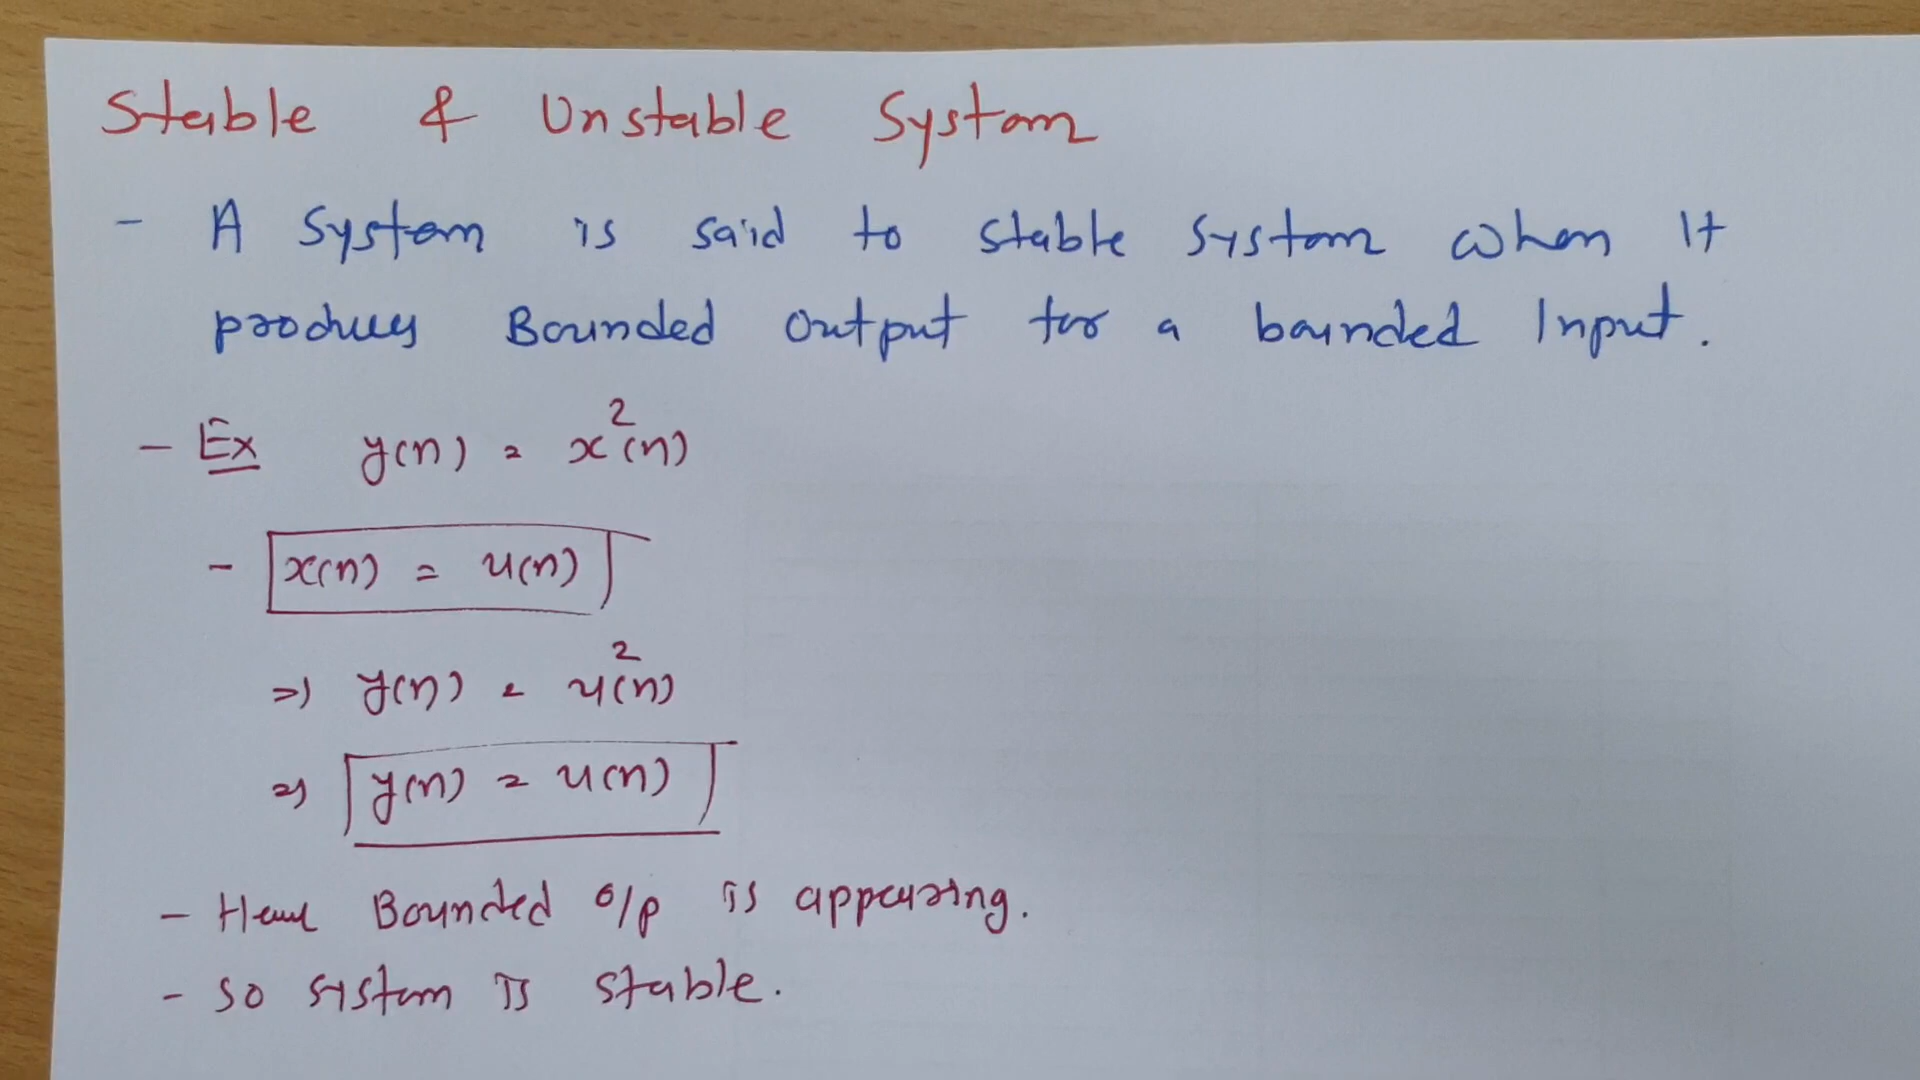 Stable & Unstable System
- A System is said to stable system when It
produces Bounded output for a bounded Input.
- Ex y(n) = x²(n)
- x(n) = u(n)
=> y(n) = u²(n)
=> y(n) = u(n)
- Hence Bounded o/p is appearing.
- So system is stable.